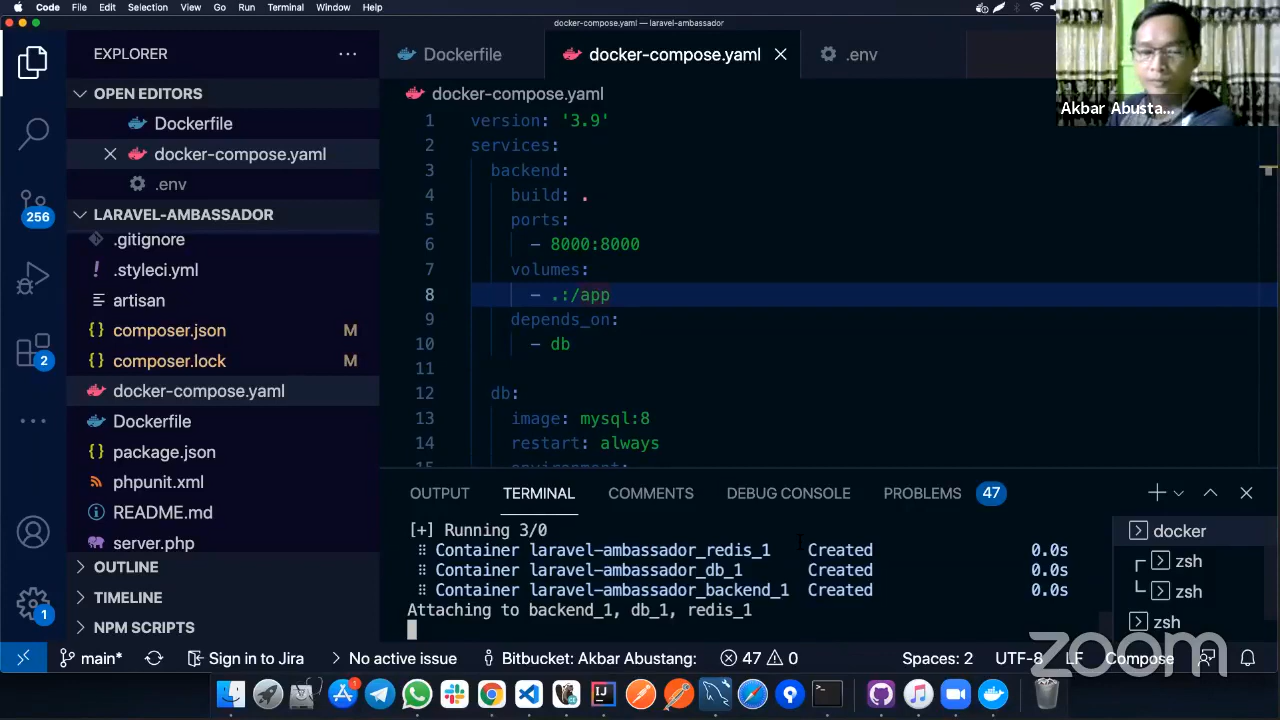 Code File Edit Selection View Go Run Terminal Window Help
docker-compose.yaml — laravel-ambassador
EXPLORER
OPEN EDITORS
Dockerfile
docker-compose.yaml
.env
LARAVEL-AMBASSADOR
.gitignore
.styleci.yml
artisan
composer.json M
composer.lock M
docker-compose.yaml
Dockerfile
package.json
phpunit.xml
README.md
server.php
OUTLINE
TIMELINE
NPM SCRIPTS
256
2
1
Dockerfile docker-compose.yaml .env
docker-compose.yaml
1 version: '3.9'
2 services:
3 backend:
4 build: .
5 ports:
6 - 8000:8000
7 volumes:
8 - .:/app
9 depends_on:
10 - db
11
12 db:
13 image: mysql:8
14 restart: always
15 environment:
Akbar Abusta...
OUTPUT TERMINAL COMMENTS DEBUG CONSOLE PROBLEMS 47
[+] Running 3/0
⠿ Container laravel-ambassador_redis_1 Created 0.0s
⠿ Container laravel-ambassador_db_1 Created 0.0s
⠿ Container laravel-ambassador_backend_1 Created 0.0s
Attaching to backend_1, db_1, redis_1
docker
zsh
zsh
zsh
main* Sign in to Jira No active issue Bitbucket: Akbar Abustang: 47 0 Spaces: 2 UTF-8 LF Compose
zoom
1